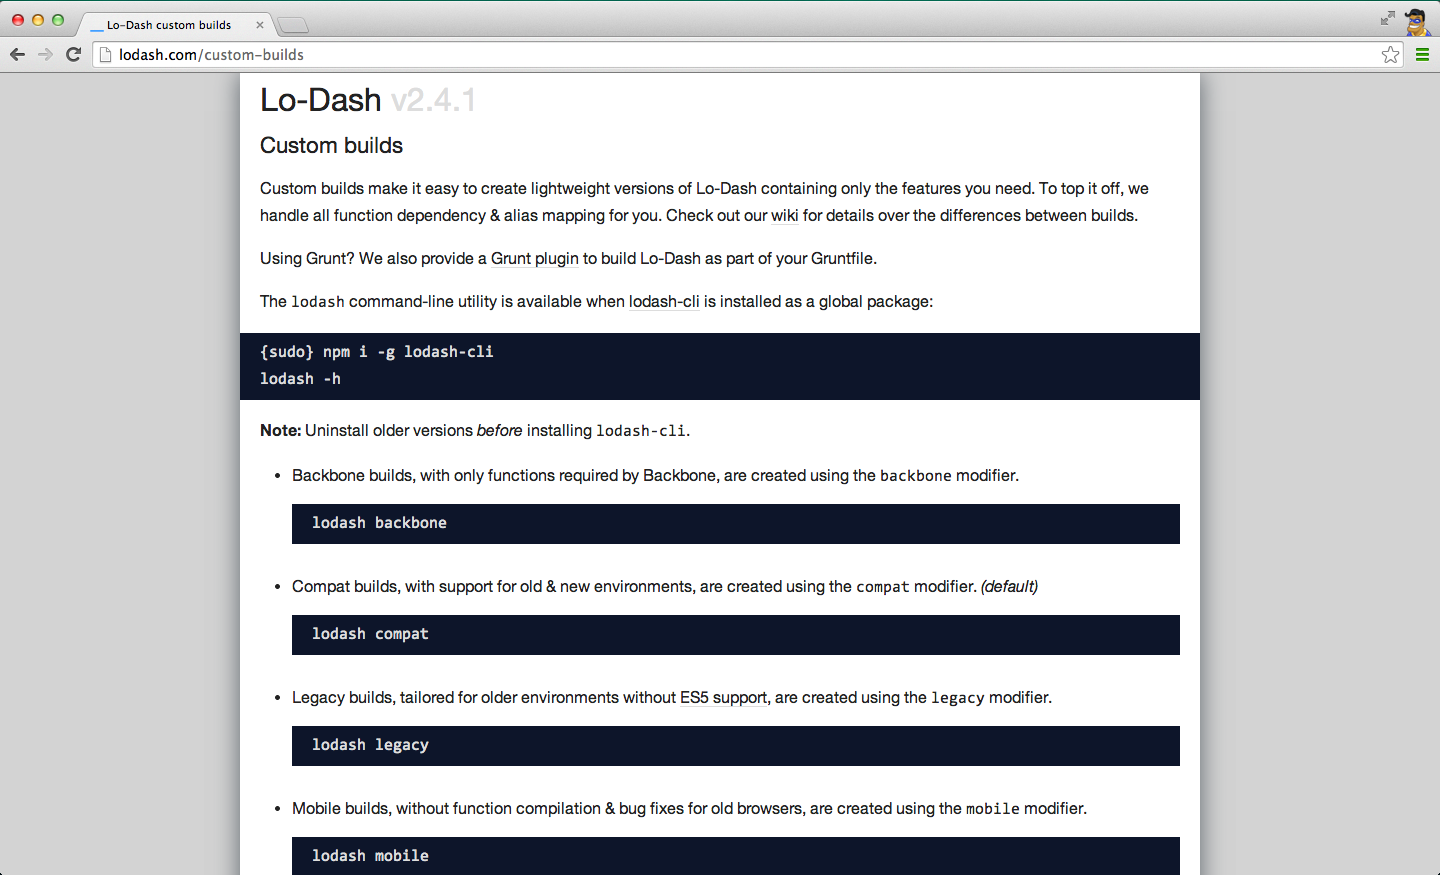 Lo-Dash custom builds
lodash.com/custom-builds
Lo-Dash v2.4.1
Custom builds
Custom builds make it easy to create lightweight versions of Lo-Dash containing only the features you need. To top it off, we
handle all function dependency & alias mapping for you. Check out our wiki for details over the differences between builds.
Using Grunt? We also provide a Grunt plugin to build Lo-Dash as part of your Gruntfile.
The lodash command-line utility is available when lodash-cli is installed as a global package:
{sudo} npm i -g lodash-cli
lodash -h
Note: Uninstall older versions before installing lodash-cli.
• Backbone builds, with only functions required by Backbone, are created using the backbone modifier.
lodash backbone
• Compat builds, with support for old & new environments, are created using the compat modifier. (default)
lodash compat
• Legacy builds, tailored for older environments without ES5 support, are created using the legacy modifier.
lodash legacy
• Mobile builds, without function compilation & bug fixes for old browsers, are created using the mobile modifier.
lodash mobile